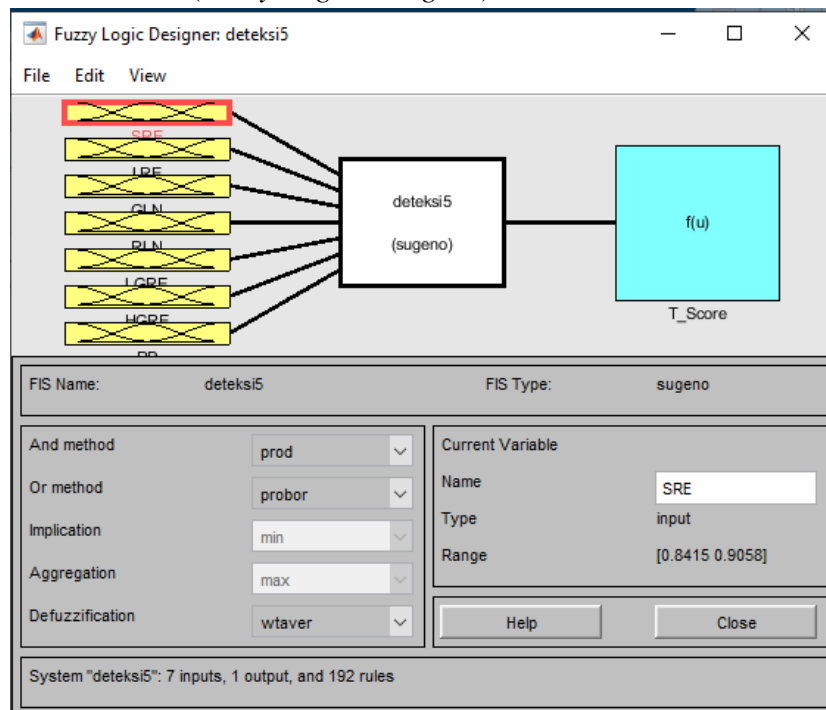 Fuzzy Logic Designer: deteksi5
File Edit View
SRE
LRE
GLN
RLN
LGRE
HGRE
RP
deteksi5
(sugeno)
f(u)
T_Score
FIS Name: deteksi5 FIS Type: sugeno
And method prod
Or method probor
Implication min
Aggregation max
Defuzzification wtaver
Current Variable
Name SRE
Type input
Range [0.8415 0.9058]
Help Close
System "deteksi5": 7 inputs, 1 output, and 192 rules